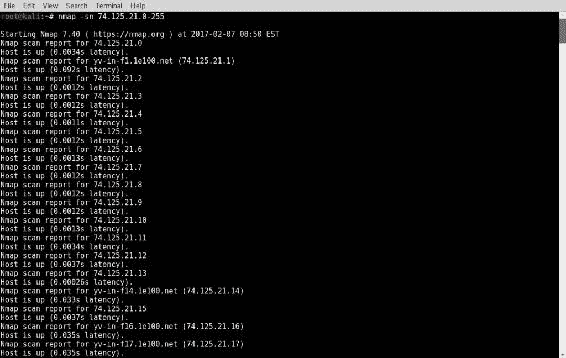 File Edit View Search Terminal Help
root@kali:~# nmap -sn 74.125.21.0-255
Starting Nmap 7.40 ( https://nmap.org ) at 2017-02-07 08:50 EST
Nmap scan report for 74.125.21.0
Host is up (0.0034s latency).
Nmap scan report for yv-in-f1.1e100.net (74.125.21.1)
Host is up (0.092s latency).
Nmap scan report for 74.125.21.2
Host is up (0.0012s latency).
Nmap scan report for 74.125.21.3
Host is up (0.0012s latency).
Nmap scan report for 74.125.21.4
Host is up (0.0011s latency).
Nmap scan report for 74.125.21.5
Host is up (0.0012s latency).
Nmap scan report for 74.125.21.6
Host is up (0.0013s latency).
Nmap scan report for 74.125.21.7
Host is up (0.0012s latency).
Nmap scan report for 74.125.21.8
Host is up (0.0012s latency).
Nmap scan report for 74.125.21.9
Host is up (0.0012s latency).
Nmap scan report for 74.125.21.10
Host is up (0.0013s latency).
Nmap scan report for 74.125.21.11
Host is up (0.0034s latency).
Nmap scan report for 74.125.21.12
Host is up (0.0037s latency).
Nmap scan report for 74.125.21.13
Host is up (0.00026s latency).
Nmap scan report for yv-in-f14.1e100.net (74.125.21.14)
Host is up (0.033s latency).
Nmap scan report for 74.125.21.15
Host is up (0.0037s latency).
Nmap scan report for yv-in-f16.1e100.net (74.125.21.16)
Host is up (0.035s latency).
Nmap scan report for yv-in-f17.1e100.net (74.125.21.17)
Host is up (0.035s latency).